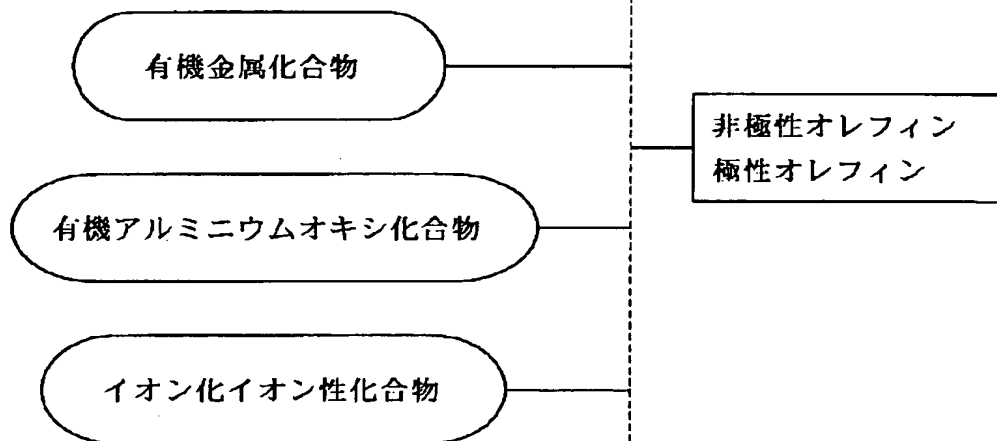 有機金属化合物
非極性オレフィン
極性オレフィン
有機アルミニウムオキシ化合物
イオン化イオン性化合物